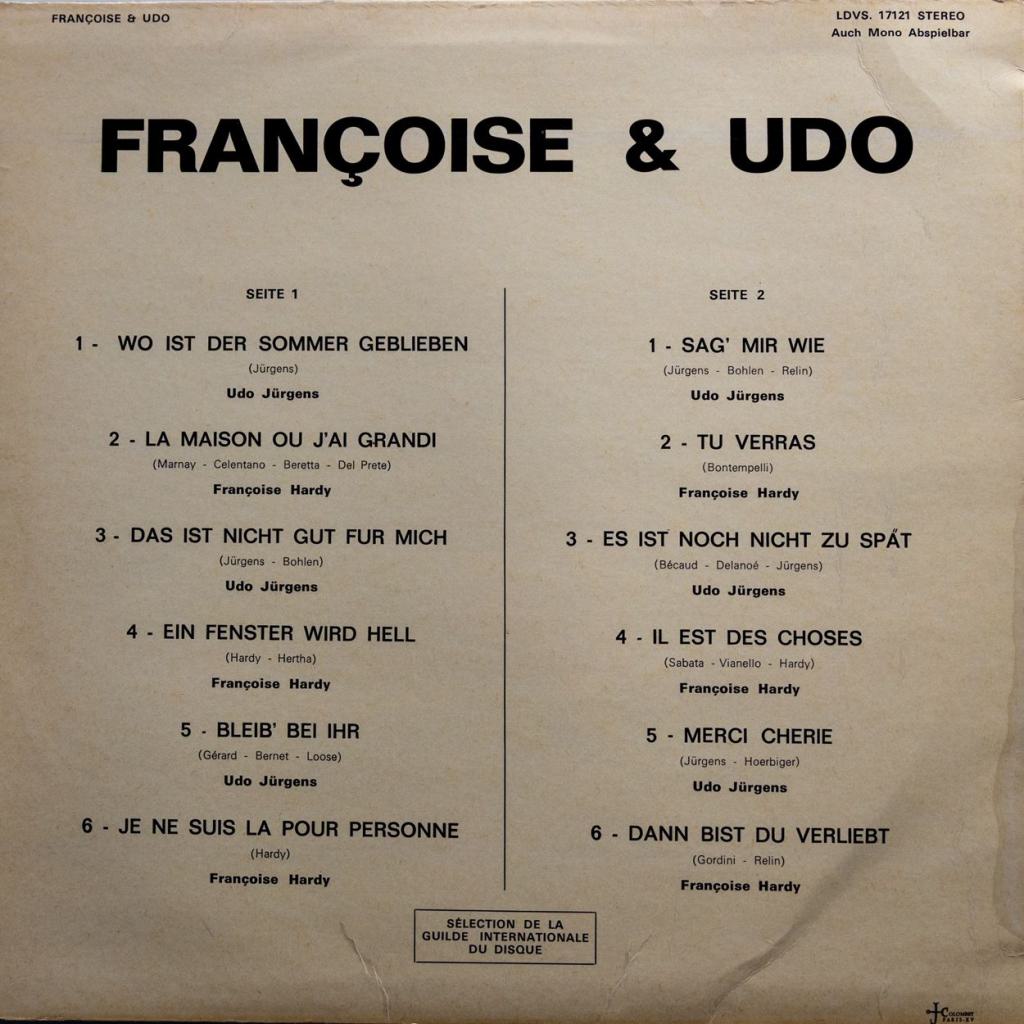 FRANÇOISE & UDO
LDVS. 17121 STEREO
Auch Mono Abspielbar
FRANÇOISE & UDO
SEITE 1
1 - WO IST DER SOMMER GEBLIEBEN
(Jürgens)
Udo Jürgens
2 - LA MAISON OU J'AI GRANDI
(Marnay - Celentano - Beretta - Del Prete)
Françoise Hardy
3 - DAS IST NICHT GUT FUR MICH
(Jürgens - Bohlen)
Udo Jürgens
4 - EIN FENSTER WIRD HELL
(Hardy - Hertha)
Françoise Hardy
5 - BLEIB' BEI IHR
(Gérard - Bernet - Loose)
Udo Jürgens
6 - JE NE SUIS LA POUR PERSONNE
(Hardy)
Françoise Hardy
SEITE 2
1 - SAG' MIR WIE
(Jürgens - Bohlen - Relin)
Udo Jürgens
2 - TU VERRAS
(Bontempelli)
Françoise Hardy
3 - ES IST NOCH NICHT ZU SPÄT
(Bécaud - Delanoé - Jürgens)
Udo Jürgens
4 - IL EST DES CHOSES
(Sabata - Vianello - Hardy)
Françoise Hardy
5 - MERCI CHERIE
(Jürgens - Hoerbiger)
Udo Jürgens
6 - DANN BIST DU VERLIEBT
(Gordini - Relin)
Françoise Hardy
SÉLECTION DE LA
GUILDE INTERNATIONALE
DU DISQUE
J COLOMBET
PARIS-XV